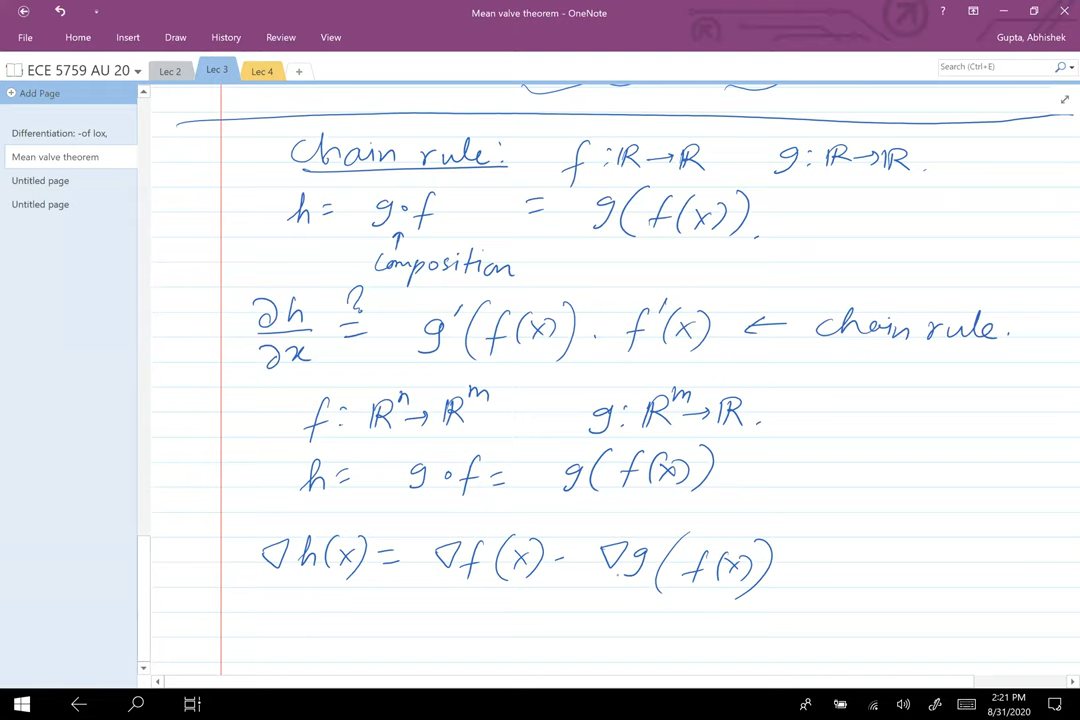 Mean valve theorem - OneNote
File Home Insert Draw History Review View Gupta, Abhishek
ECE 5759 AU 20 Lec 2 Lec 3 Lec 4 + Search (Ctrl+E)
Add Page
Differentiation: -of lox,
Mean valve theorem
Untitled page
Untitled page
Chain rule: f : ℝ → ℝ g : ℝ → ℝ.
h = g∘f = g(f(x)).
↑
composition
∂h/∂x ?= g′(f(x)) · f′(x) ← chain rule.
f : ℝⁿ → ℝᵐ g : ℝᵐ → ℝ.
h = g∘f = g(f(x))
∇h(x) = ∇f(x) - ∇g(f(x))
2:21 PM
8/31/2020